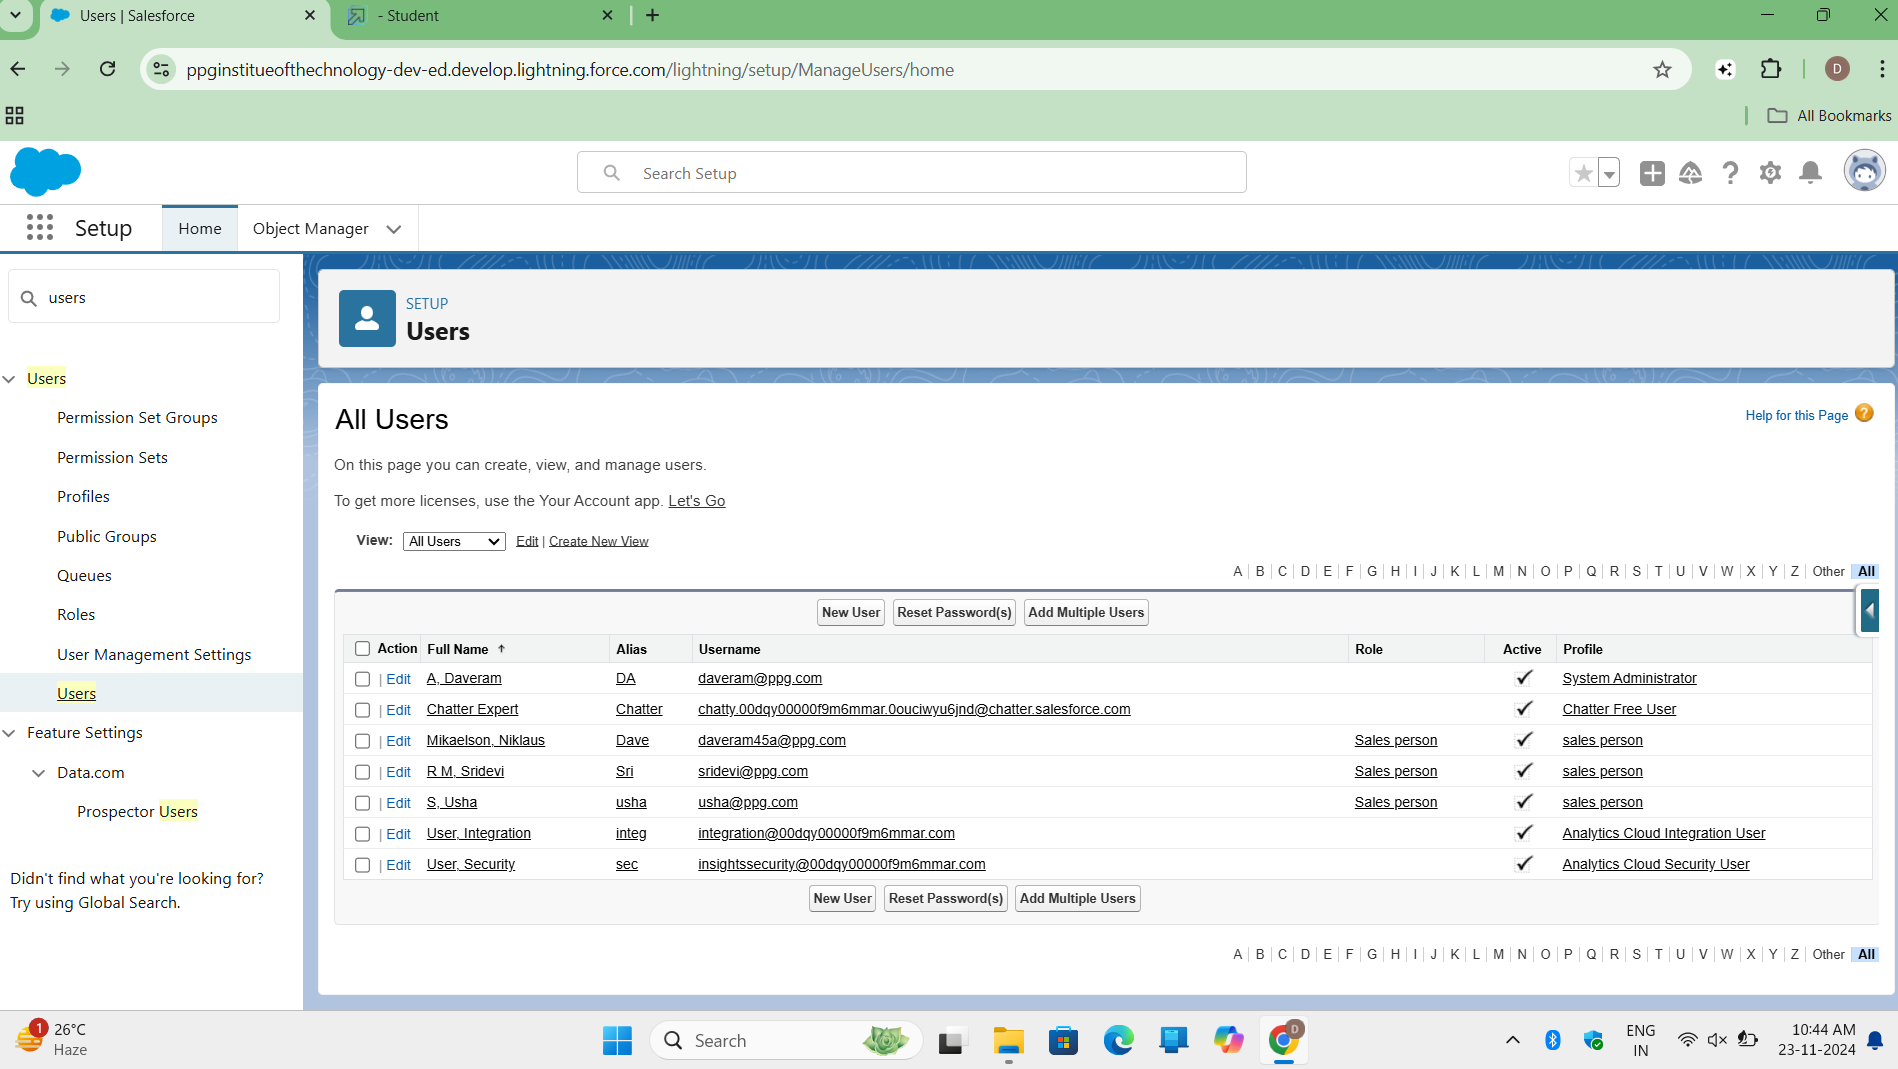 Users | Salesforce
- Student
ppginstitueofthechnology-dev-ed.develop.lightning.force.com/lightning/setup/ManageUsers/home
D
All Bookmarks
Search Setup
Setup
Home
Object Manager
users
SETUP
Users
Users
Permission Set Groups
Permission Sets
Profiles
Public Groups
Queues
Roles
User Management Settings
Users
Feature Settings
Data.com
Prospector Users
Didn't find what you're looking for?
Try using Global Search.
All Users
Help for this Page ?
On this page you can create, view, and manage users.
To get more licenses, use the Your Account app. Let's Go
View: All Users Edit | Create New View
A | B | C | D | E | F | G | H | I | J | K | L | M | N | O | P | Q | R | S | T | U | V | W | X | Y | Z | Other All
New User Reset Password(s) Add Multiple Users
Action Full Name ↑ Alias Username Role Active Profile
| Edit A, Daveram DA daveram@ppg.com System Administrator
| Edit Chatter Expert Chatter chatty.00dqy00000f9m6mmar.0ouciwyu6jnd@chatter.salesforce.com Chatter Free User
| Edit Mikaelson, Niklaus Dave daveram45a@ppg.com Sales person sales person
| Edit R M, Sridevi Sri sridevi@ppg.com Sales person sales person
| Edit S, Usha usha usha@ppg.com Sales person sales person
| Edit User, Integration integ integration@00dqy00000f9m6mmar.com Analytics Cloud Integration User
| Edit User, Security sec insightssecurity@00dqy00000f9m6mmar.com Analytics Cloud Security User
New User Reset Password(s) Add Multiple Users
A | B | C | D | E | F | G | H | I | J | K | L | M | N | O | P | Q | R | S | T | U | V | W | X | Y | Z | Other All
1
26°C
Haze
Search
D
ENG
IN
10:44 AM
23-11-2024